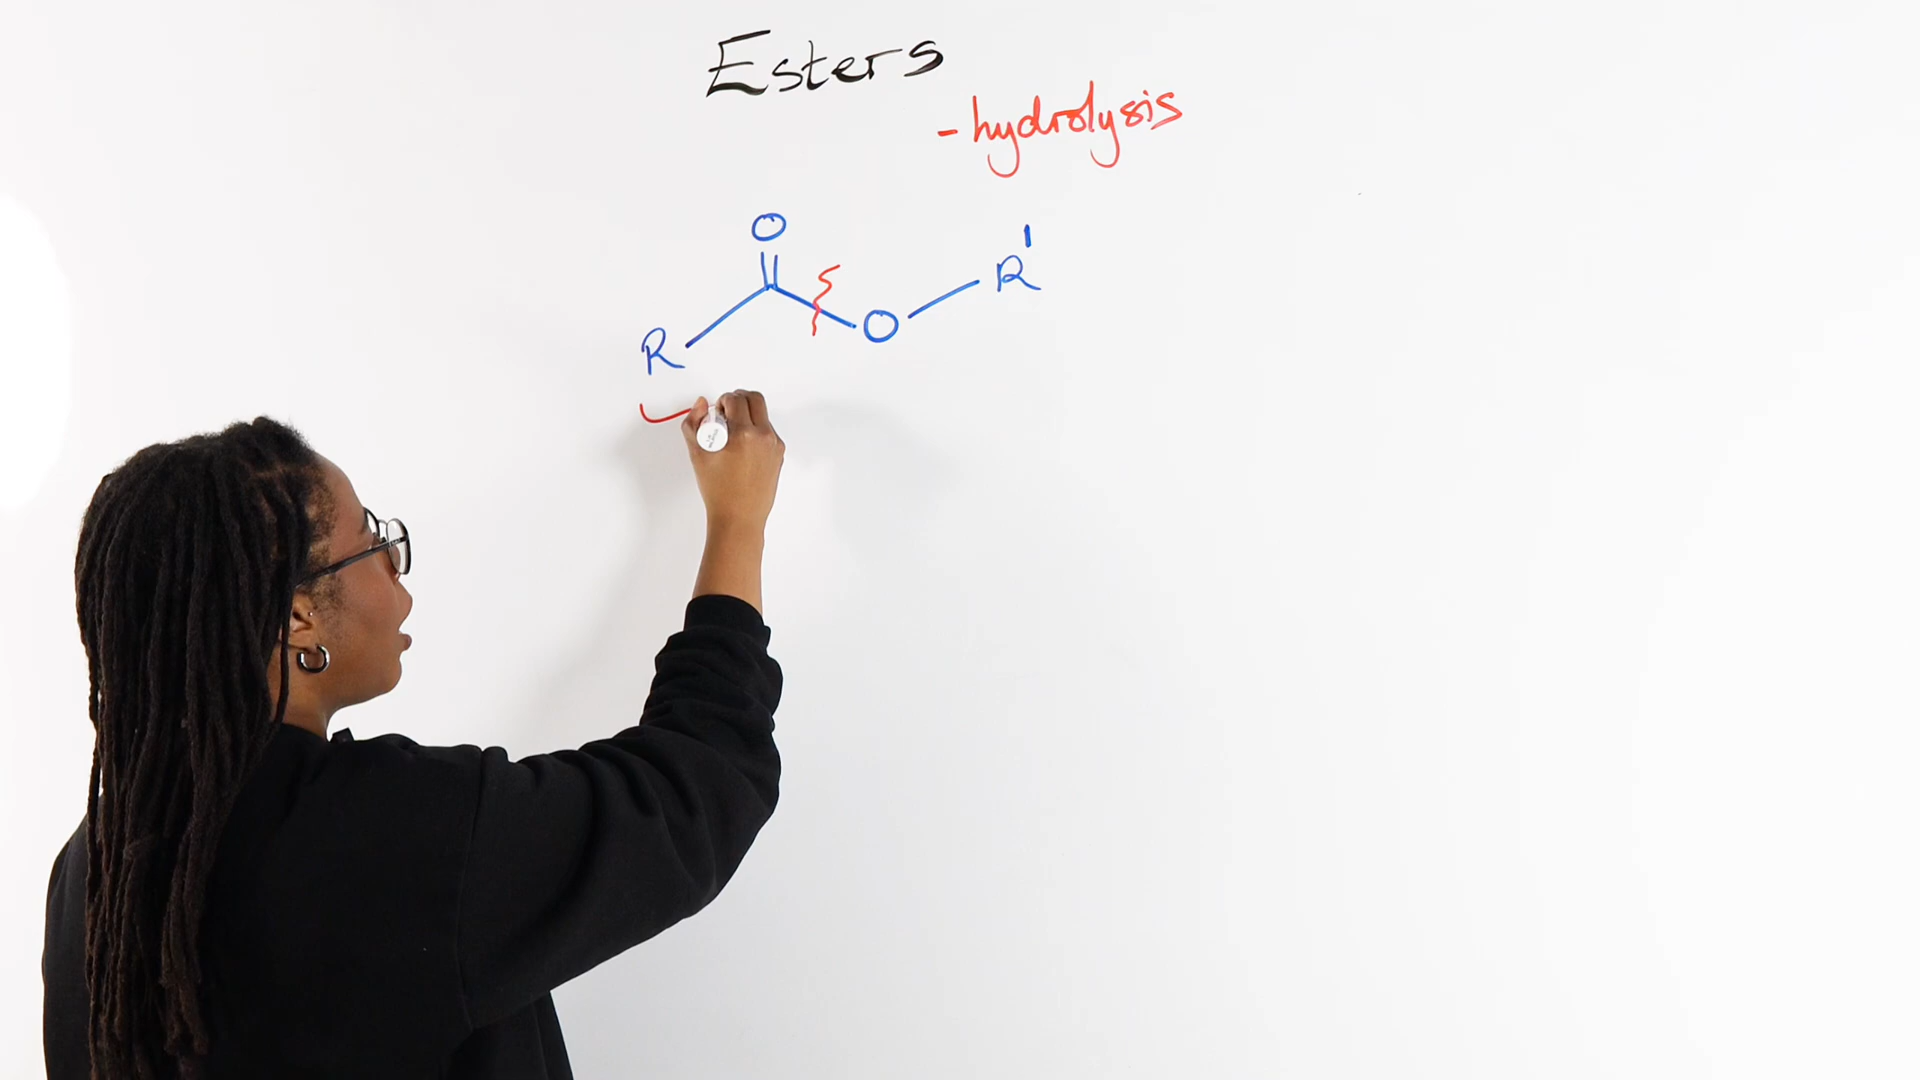 Esters
- hydrolysis
O
R O R'